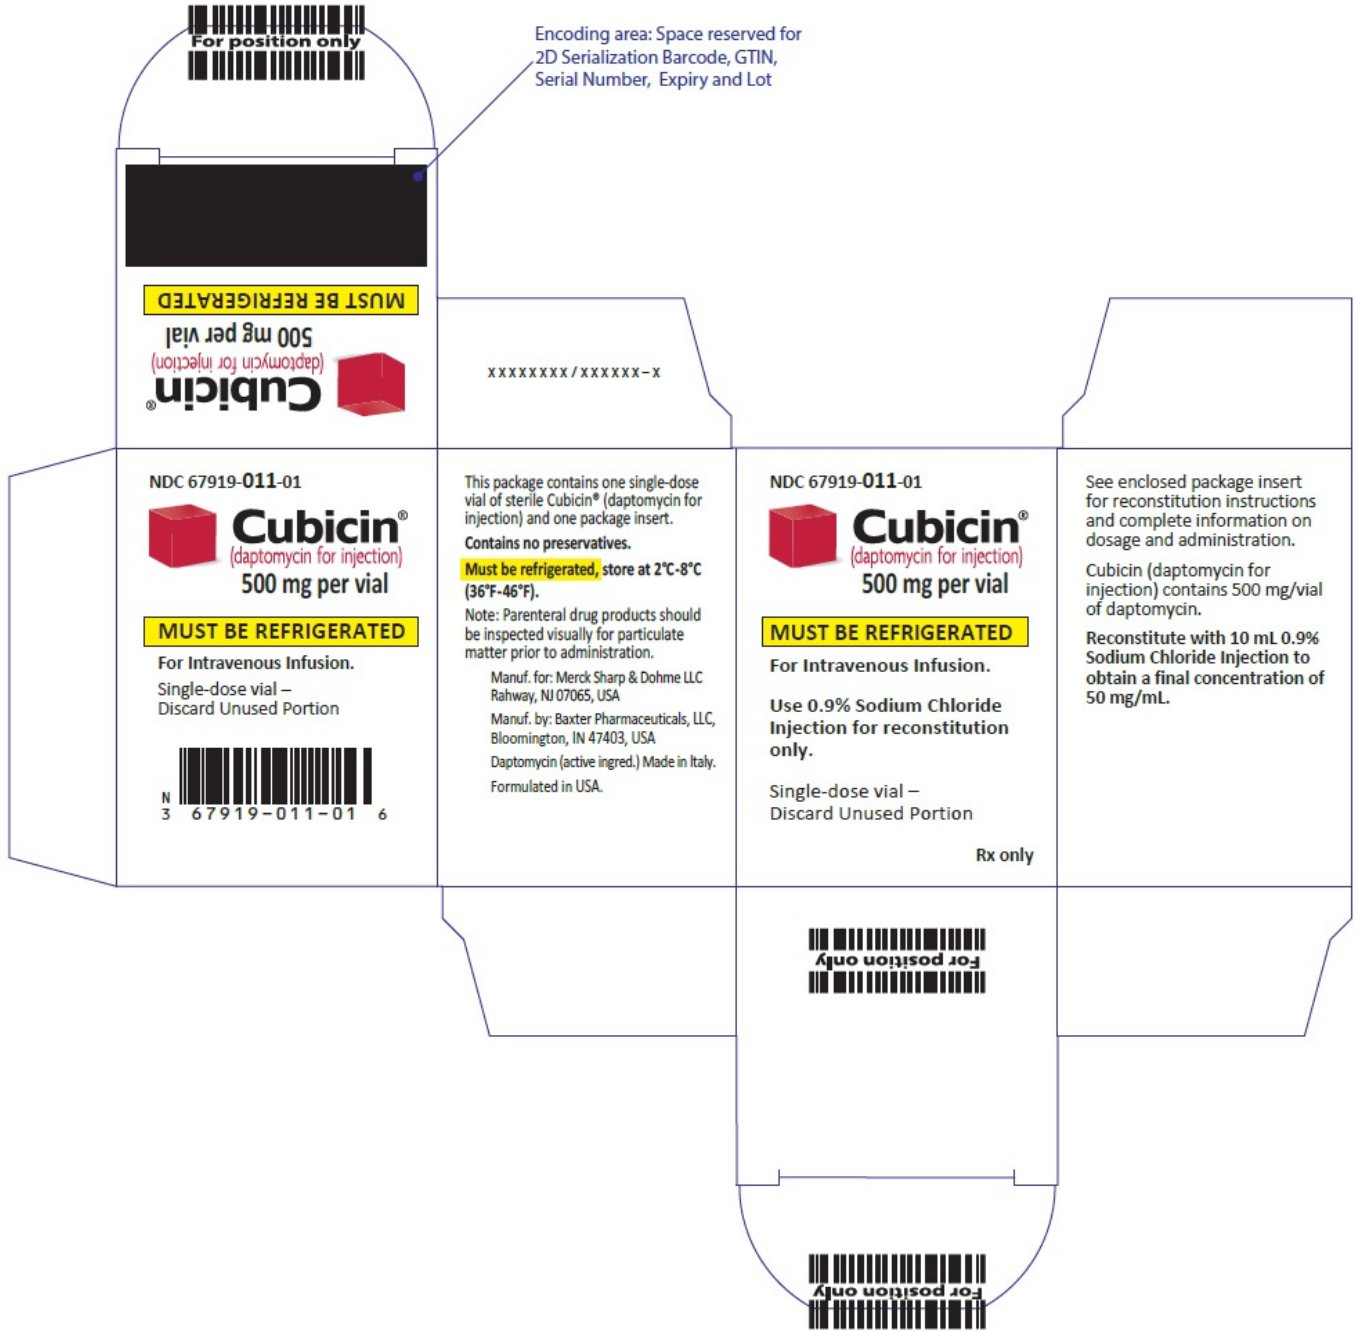 For position only
Encoding area: Space reserved for
2D Serialization Barcode, GTIN,
Serial Number, Expiry and Lot
MUST BE REFRIGERATED
500 mg per vial
(daptomycin for injection)
Cubicin®
xxxxxxxx/xxxxxx-x
NDC 67919-011-01
Cubicin®
(daptomycin for injection)
500 mg per vial
MUST BE REFRIGERATED
For Intravenous Infusion.
Single-dose vial –
Discard Unused Portion
N
3 67919-011-01 6
This package contains one single-dose
vial of sterile Cubicin® (daptomycin for
injection) and one package insert.
Contains no preservatives.
Must be refrigerated, store at 2°C-8°C
(36°F-46°F).
Note: Parenteral drug products should
be inspected visually for particulate
matter prior to administration.
Manuf. for: Merck Sharp & Dohme LLC
Rahway, NJ 07065, USA
Manuf. by: Baxter Pharmaceuticals, LLC,
Bloomington, IN 47403, USA
Daptomycin (active ingred.) Made in Italy.
Formulated in USA.
NDC 67919-011-01
Cubicin®
(daptomycin for injection)
500 mg per vial
MUST BE REFRIGERATED
For Intravenous Infusion.
Use 0.9% Sodium Chloride
Injection for reconstitution
only.
Single-dose vial –
Discard Unused Portion
Rx only
See enclosed package insert
for reconstitution instructions
and complete information on
dosage and administration.
Cubicin (daptomycin for
injection) contains 500 mg/vial
of daptomycin.
Reconstitute with 10 mL 0.9%
Sodium Chloride Injection to
obtain a final concentration of
50 mg/mL.
For position only
For position only